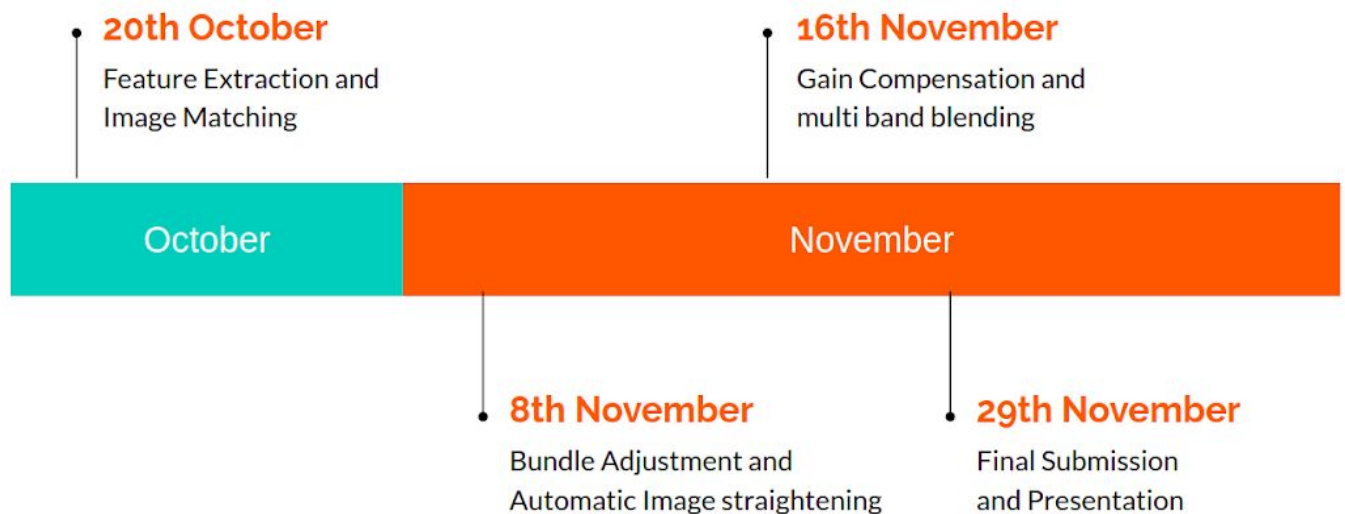 20th October
Feature Extraction and
Image Matching
16th November
Gain Compensation and
multi band blending
October
November
8th November
Bundle Adjustment and
Automatic Image straightening
29th November
Final Submission
and Presentation